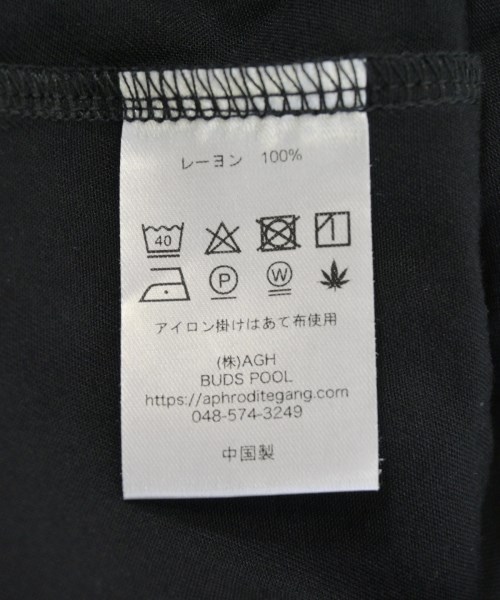 レーヨン 100%
40
P W
アイロン掛けはあて布使用
(株)AGH
BUDS POOL
https://aphroditegang.com
048-574-3249
中国製